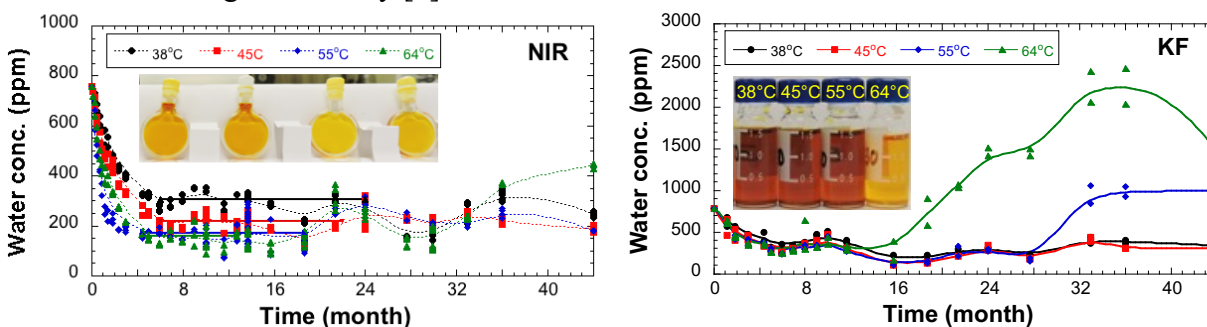 NIR
38°C 45C 55°C 64°C
Water conc. (ppm)
1000
800
600
400
200
0
0 8 16 24 32 40
Time (month)
KF
38°C 45°C 55°C 64°C
38°C 45°C 55°C 64°C
Water conc. (ppm)
3000
2500
2000
1500
1000
500
0
0 8 16 24 32 40
Time (month)